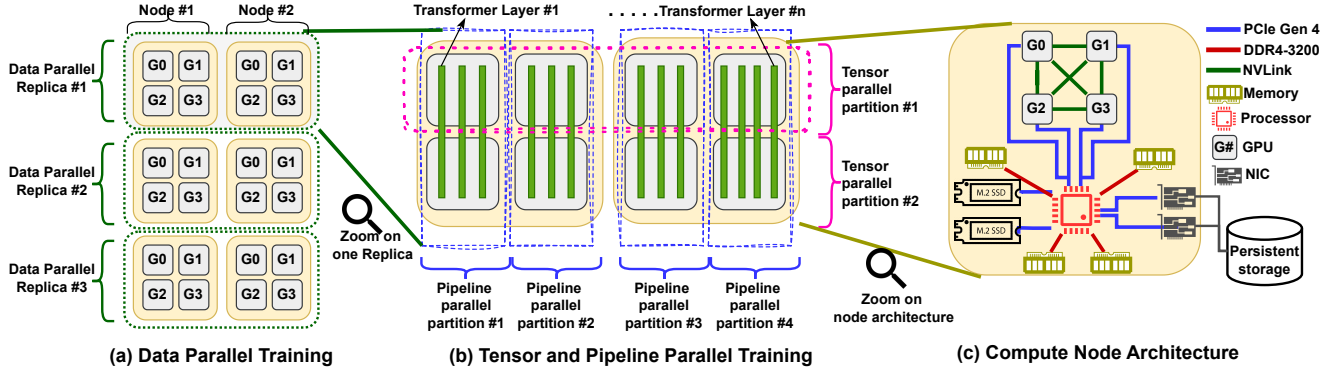 Node #1
Node #2
Data Parallel
Replica #1
G0 G1 G0 G1
G2 G3 G2 G3
Data Parallel
Replica #2
G0 G1 G0 G1
G2 G3 G2 G3
Data Parallel
Replica #3
G0 G1 G0 G1
G2 G3 G2 G3
Zoom on
one Replica
(a) Data Parallel Training
Transformer Layer #1
. . . . . Transformer Layer #n
Tensor
parallel
partition #1
Tensor
parallel
partition #2
Pipeline
parallel
partition #1
Pipeline
parallel
partition #2
Pipeline
parallel
partition #3
Pipeline
parallel
partition #4
Zoom on
node architecture
(b) Tensor and Pipeline Parallel Training
G0 G1
G2 G3
M.2 SSD
M.2 SSD
PCIe Gen 4
DDR4-3200
NVLink
Memory
Processor
G# GPU
NIC
Persistent
storage
(c) Compute Node Architecture